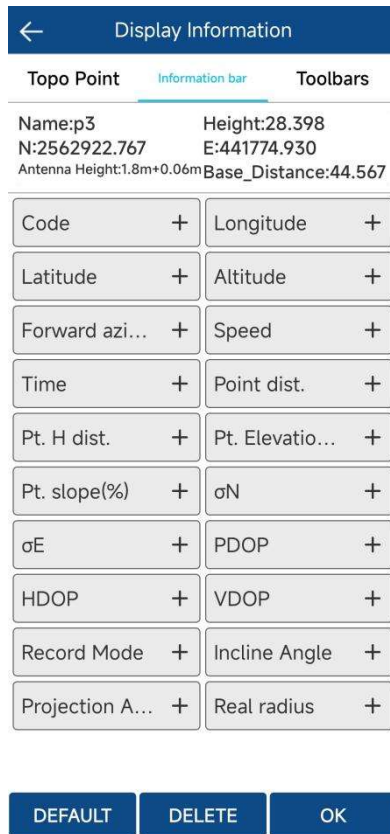 Display Information
Topo Point Information bar Toolbars
Name:p3 Height:28.398
N:2562922.767 E:441774.930
Antenna Height:1.8m+0.06m Base_Distance:44.567
Code + Longitude +
Latitude + Altitude +
Forward azi... + Speed +
Time + Point dist. +
Pt. H dist. + Pt. Elevatio... +
Pt. slope(%) + σN +
σE + PDOP +
HDOP + VDOP +
Record Mode + Incline Angle +
Projection A... + Real radius +
DEFAULT DELETE OK